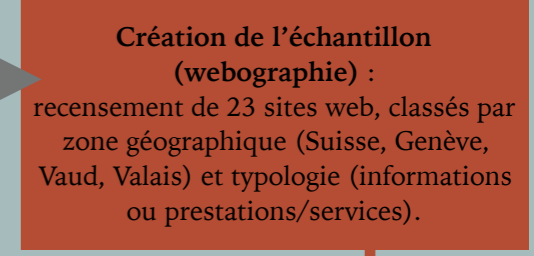 Création de l’échantillon
(webographie) :
recensement de 23 sites web, classés par
zone géographique (Suisse, Genève,
Vaud, Valais) et typologie (informations
ou prestations/services).